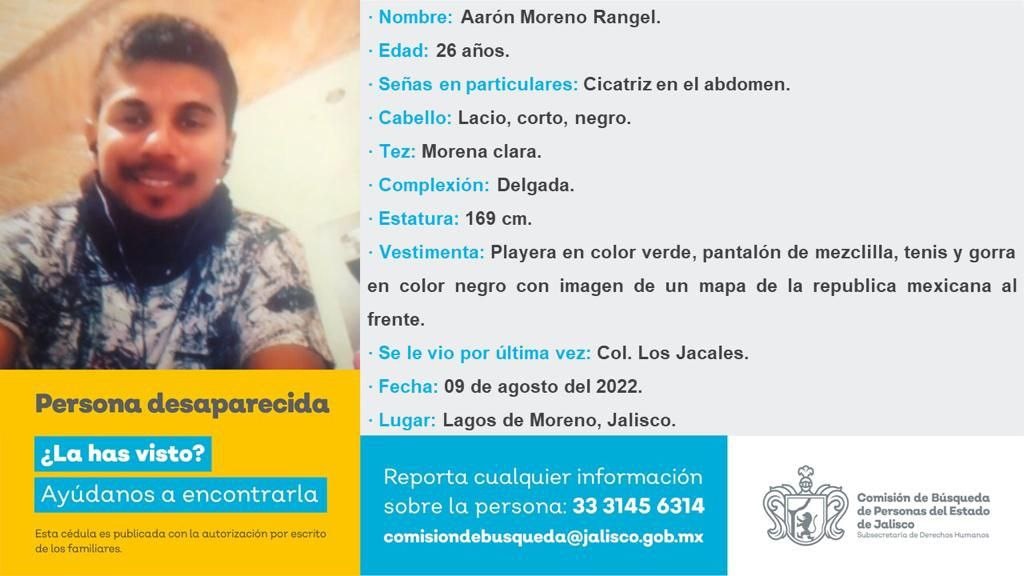 · Nombre: Aarón Moreno Rangel.
· Edad: 26 años.
· Señas en particulares: Cicatriz en el abdomen.
· Cabello: Lacio, corto, negro.
· Tez: Morena clara.
· Complexión: Delgada.
· Estatura: 169 cm.
· Vestimenta: Playera en color verde, pantalón de mezclilla, tenis y gorra
en color negro con imagen de un mapa de la republica mexicana al
frente.
· Se le vio por última vez: Col. Los Jacales.
· Fecha: 09 de agosto del 2022.
· Lugar: Lagos de Moreno, Jalisco.
Persona desaparecida
¿La has visto?
Ayúdanos a encontrarla
Esta cédula es publicada con la autorización por escrito
de los familiares.
Reporta cualquier información
sobre la persona: 33 3145 6314
comisiondebusqueda@jalisco.gob.mx
Comisión de Búsqueda
de Personas del Estado
de Jalisco
Subsecretaría de Derechos Humanos